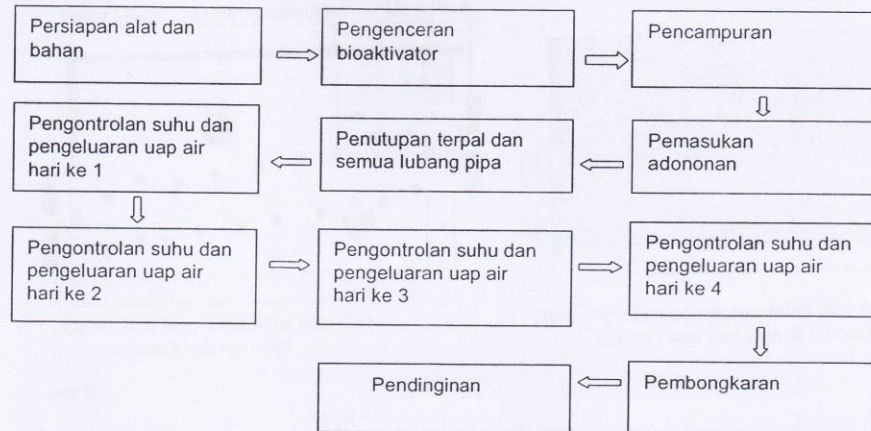 Persiapan alat dan
bahan
Pengenceran
bioaktivator
Pencampuran
Pemasukan
adononan
Penutupan terpal dan
semua lubang pipa
Pengontrolan suhu dan
pengeluaran uap air
hari ke 1
Pengontrolan suhu dan
pengeluaran uap air
hari ke 2
Pengontrolan suhu dan
pengeluaran uap air
hari ke 3
Pengontrolan suhu dan
pengeluaran uap air
hari ke 4
Pembongkaran
Pendinginan